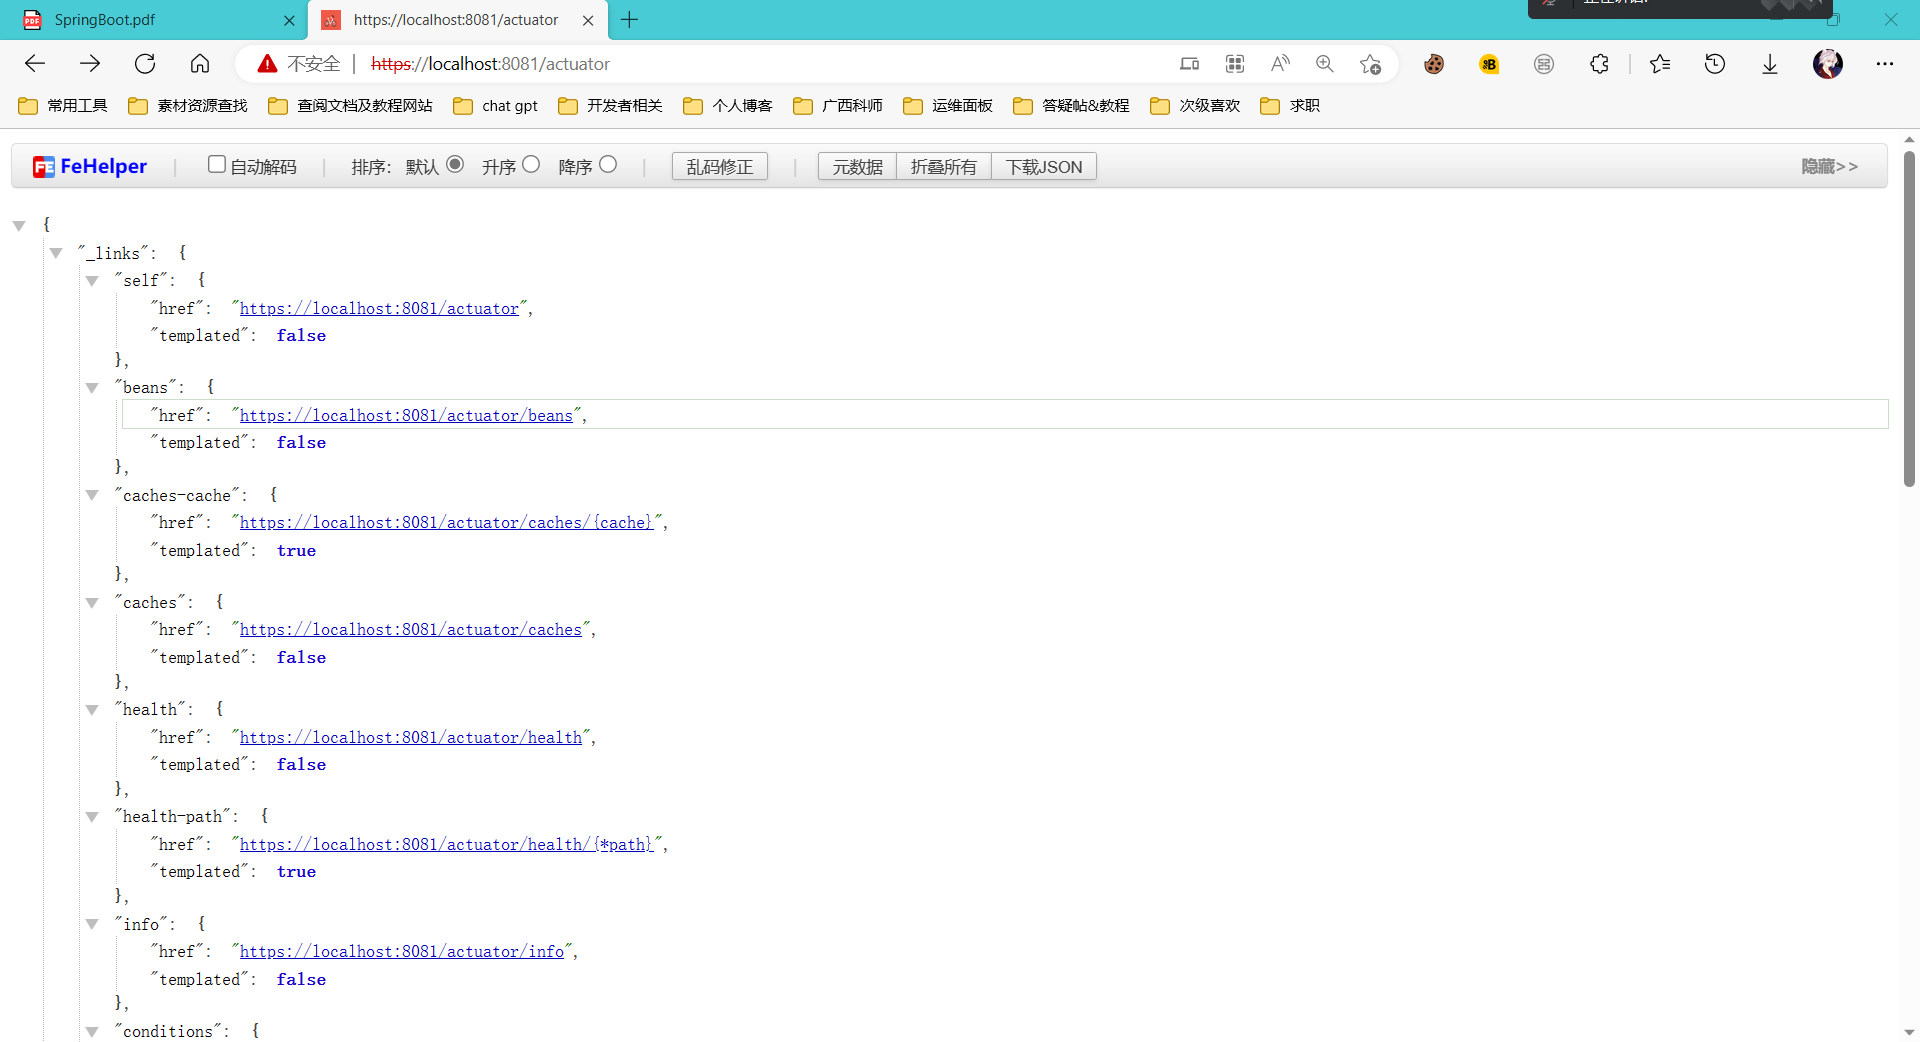 SpringBoot.pdf
https://localhost:8081/actuator
不安全 | https://localhost:8081/actuator
常用工具 素材资源查找 查阅文档及教程网站 chat gpt 开发者相关 个人博客 广西科师 运维面板 答疑帖&教程 次级喜欢 求职
FeHelper | 自动解码 | 排序: 默认 升序 降序 | 乱码修正 | 元数据 折叠所有 下载JSON 隐藏>>
{
"_links": {
"self": {
"href": "https://localhost:8081/actuator",
"templated": false
},
"beans": {
"href": "https://localhost:8081/actuator/beans",
"templated": false
},
"caches-cache": {
"href": "https://localhost:8081/actuator/caches/{cache}",
"templated": true
},
"caches": {
"href": "https://localhost:8081/actuator/caches",
"templated": false
},
"health": {
"href": "https://localhost:8081/actuator/health",
"templated": false
},
"health-path": {
"href": "https://localhost:8081/actuator/health/{*path}",
"templated": true
},
"info": {
"href": "https://localhost:8081/actuator/info",
"templated": false
},
"conditions": {